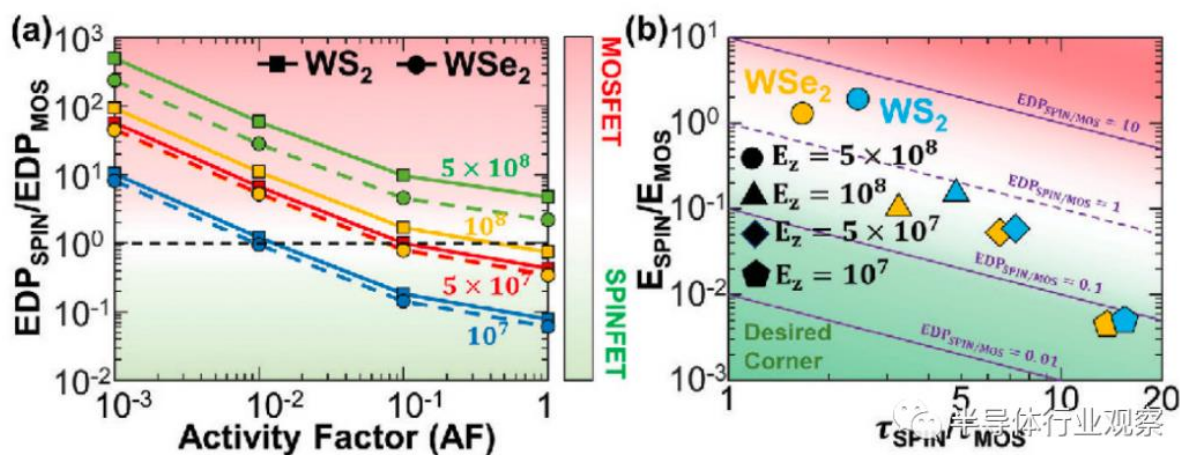 (a)
EDP_SPIN/EDP_MOS
10³
10²
10¹
10⁰
10⁻¹
10⁻²
WS₂
WSe₂
5 × 10⁸
10⁸
5 × 10⁷
10⁷
10⁻³
10⁻²
10⁻¹
1
Activity Factor (AF)
MOSFET
SPINFET
(b)
E_SPIN/E_MOS
10¹
10⁰
10⁻¹
10⁻²
10⁻³
WSe₂
WS₂
E_z = 5 × 10⁸
E_z = 10⁸
E_z = 5 × 10⁷
E_z = 10⁷
EDP_SPIN/MOS = 10
EDP_SPIN/MOS = 1
EDP_SPIN/MOS = 0.1
EDP_SPIN/MOS = 0.01
Desired
Corner
1
5
10
20
τ_SPIN/τ_MOS
半导体行业观察